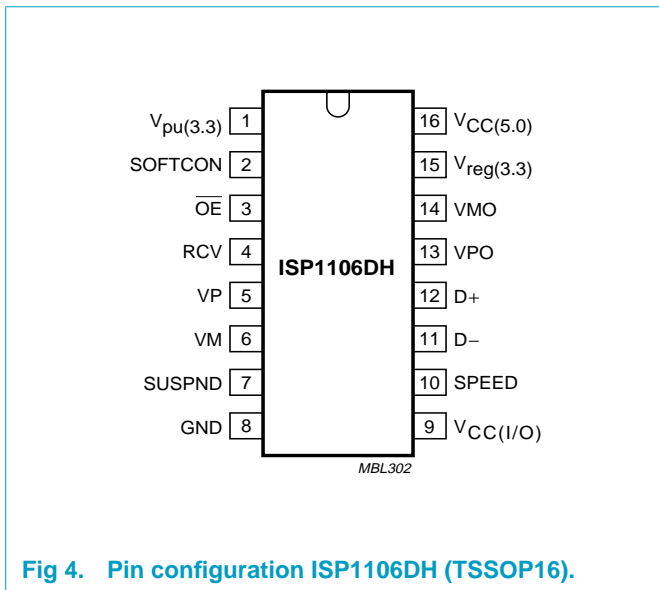 Vpu(3.3) 1
SOFTCON 2
O̅E̅ 3
RCV 4
VP 5
VM 6
SUSPND 7
GND 8
ISP1106DH
16 VCC(5.0)
15 Vreg(3.3)
14 VMO
13 VPO
12 D+
11 D−
10 SPEED
9 VCC(I/O)
MBL302
Fig 4. Pin configuration ISP1106DH (TSSOP16).